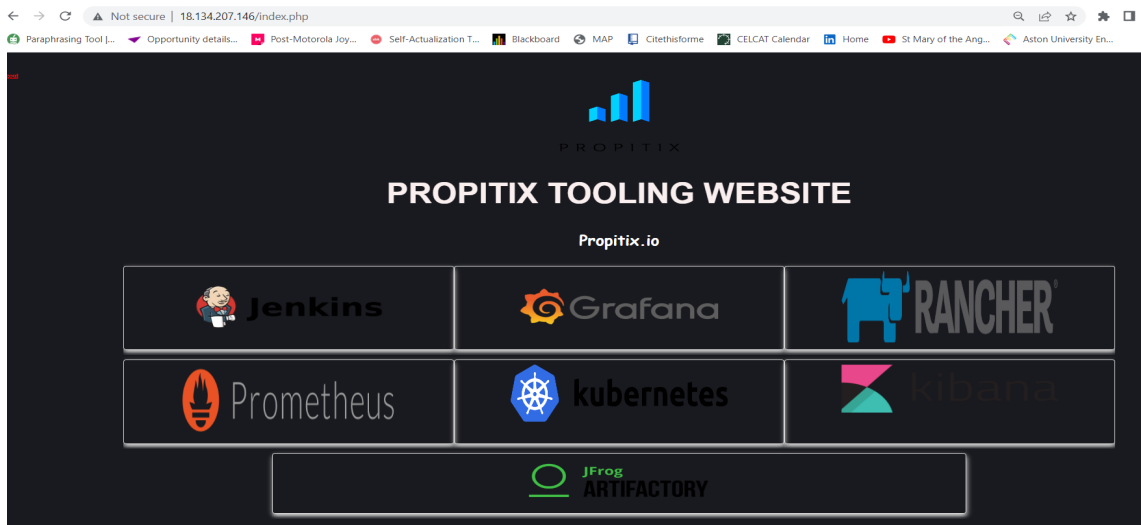 Not secure | 18.134.207.146/index.php
Paraphrasing Tool |... Opportunity details... Post-Motorola Joy... Self-Actualization T... Blackboard MAP Citethisforme CELCAT Calendar Home St Mary of the Ang... Aston University En...
PROPITIX
PROPITIX TOOLING WEBSITE
Propitix.io
Jenkins Grafana RANCHER®
Prometheus kubernetes kibana
JFrog
ARTIFACTORY